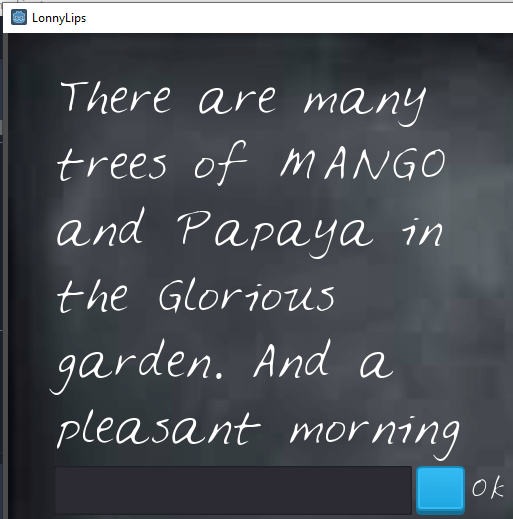 LonnyLips
There are many
trees of MANGO
and Papaya in
the Glorious
garden. And a
pleasant morning
Ok